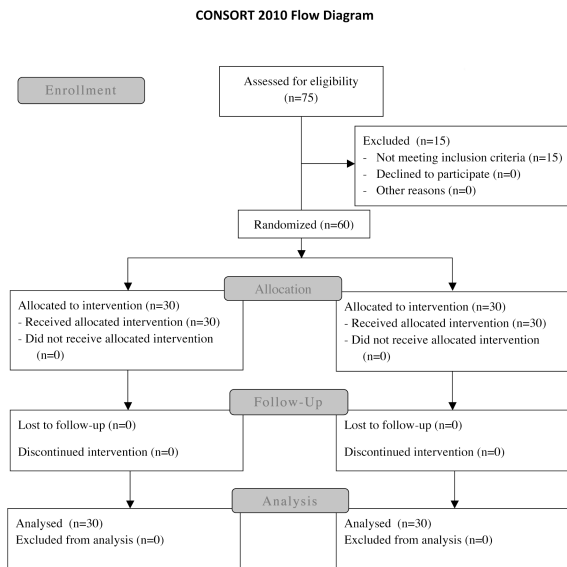 CONSORT 2010 Flow Diagram
Enrollment
Assessed for eligibility
(n=75)
Excluded (n=15)
- Not meeting inclusion criteria (n=15)
- Declined to participate (n=0)
- Other reasons (n=0)
Randomized (n=60)
Allocation
Allocated to intervention (n=30)
- Received allocated intervention (n=30)
- Did not receive allocated intervention
(n=0)
Allocated to intervention (n=30)
- Received allocated intervention (n=30)
- Did not receive allocated intervention
(n=0)
Follow-Up
Lost to follow-up (n=0)
Discontinued intervention (n=0)
Lost to follow-up (n=0)
Discontinued intervention (n=0)
Analysis
Analysed (n=30)
Excluded from analysis (n=0)
Analysed (n=30)
Excluded from analysis (n=0)